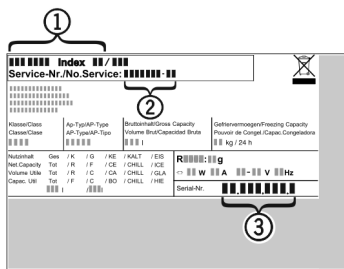 1
Index /
Service-Nr./No.Service: -
2
Klasse/Class Ap-Typ/AP-Type Bruttoinhalt/Gross Capacity Gefriervermoegen/Freezing Capacity
Classe/Clase AP-Type/AP-Tipo Volume Brut/Capacidad Bruta Pouvoir de Congel./Capac.Congeladora
l kg / 24 h
Nutzinhalt Ges / K / G / KE / KALT / EIS
Net.Capacity Tot / R / F / CE / CHILL / ICE
Volume Utile Tot / R / C / CA / CHILL / GLA
Capac. Util Tot / F / C / BO / CHILL / HIE
l / l
R : g
W A - V Hz
Serial-Nr. . . .
3